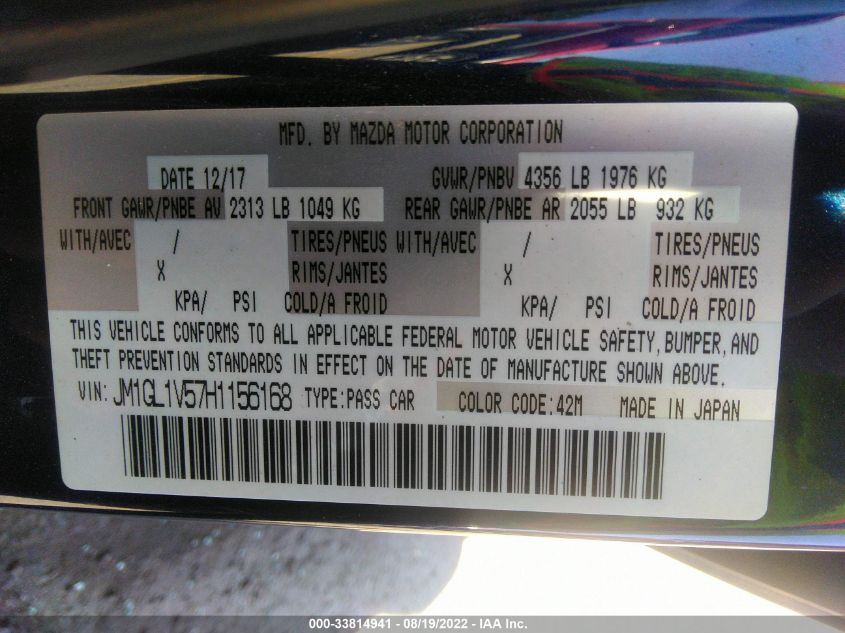 MFD. BY MAZDA MOTOR CORPORATION
DATE 12/17 GVWR/PNBV 4356 LB 1976 KG
FRONT GAWR/PNBE AV 2313 LB 1049 KG REAR GAWR/PNBE AR 2055 LB 932 KG
WITH/AVEC / TIRES/PNEUS WITH/AVEC / TIRES/PNEUS
X RIMS/JANTES X RIMS/JANTES
KPA/ PSI COLD/A FROID KPA/ PSI COLD/A FROID
THIS VEHICLE CONFORMS TO ALL APPLICABLE FEDERAL MOTOR VEHICLE SAFETY, BUMPER, AND
THEFT PREVENTION STANDARDS IN EFFECT ON THE DATE OF MANUFACTURE SHOWN ABOVE.
VIN: JM1GL1V57H1156168 TYPE:PASS CAR COLOR CODE:42M MADE IN JAPAN
000-33814941 - 08/19/2022 - IAA Inc.